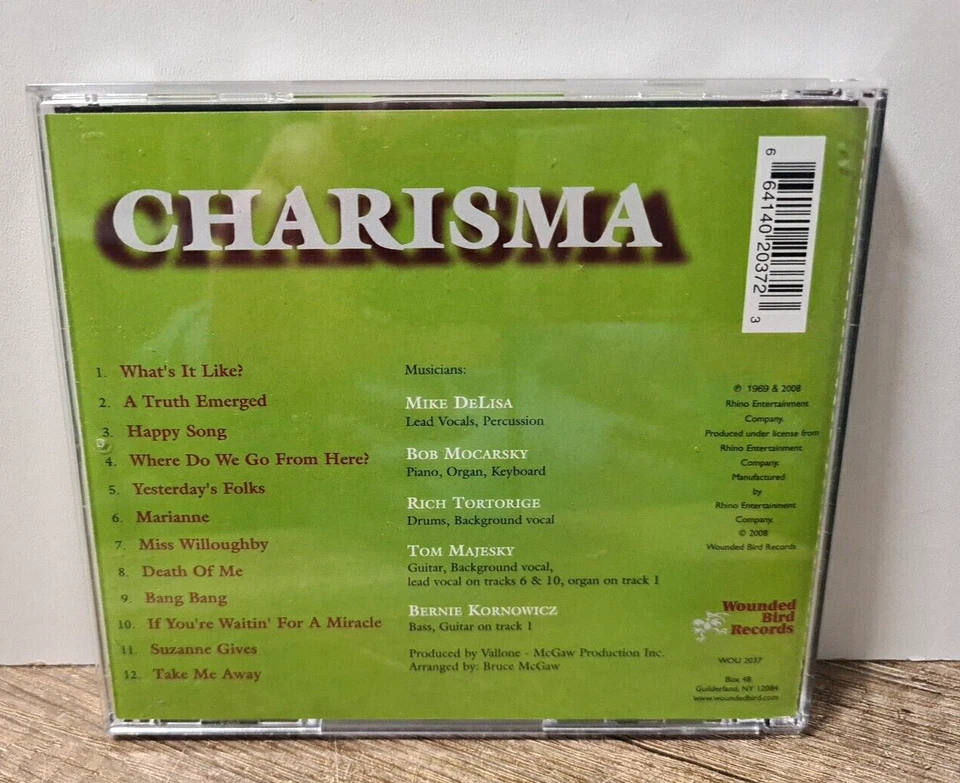 CHARISMA
6 64140 20372 3
1. What's It Like?
2. A Truth Emerged
3. Happy Song
4. Where Do We Go From Here?
5. Yesterday's Folks
6. Marianne
7. Miss Willoughby
8. Death Of Me
9. Bang Bang
10. If You're Waitin' For A Miracle
11. Suzanne Gives
12. Take Me Away
Musicians:
MIKE DELISA
Lead Vocals, Percussion
BOB MOCARSKY
Piano, Organ, Keyboard
RICH TORTORIGE
Drums, Background vocal
TOM MAJESKY
Guitar, Background vocal,
lead vocal on tracks 6 & 10, organ on track 1
BERNIE KORNOWICZ
Bass, Guitar on track 1
Produced by Vallone - McGaw Production Inc.
Arranged by: Bruce McGaw
℗ 1969 & 2008
Rhino Entertainment
Company.
Produced under license from
Rhino Entertainment
Company.
Manufactured
by
Rhino Entertainment
Company.
© 2008
Wounded Bird Records
Wounded
Bird
Records
WOU 2037
Box 48
Guilderland, NY 12084
www.woundedbird.com